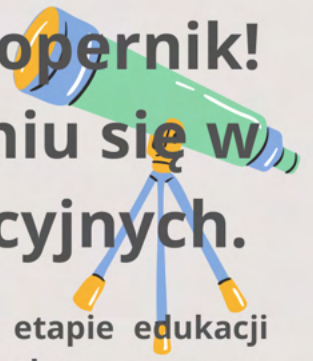 opernik!
niu się w
cyjnych.
etapie edukacji